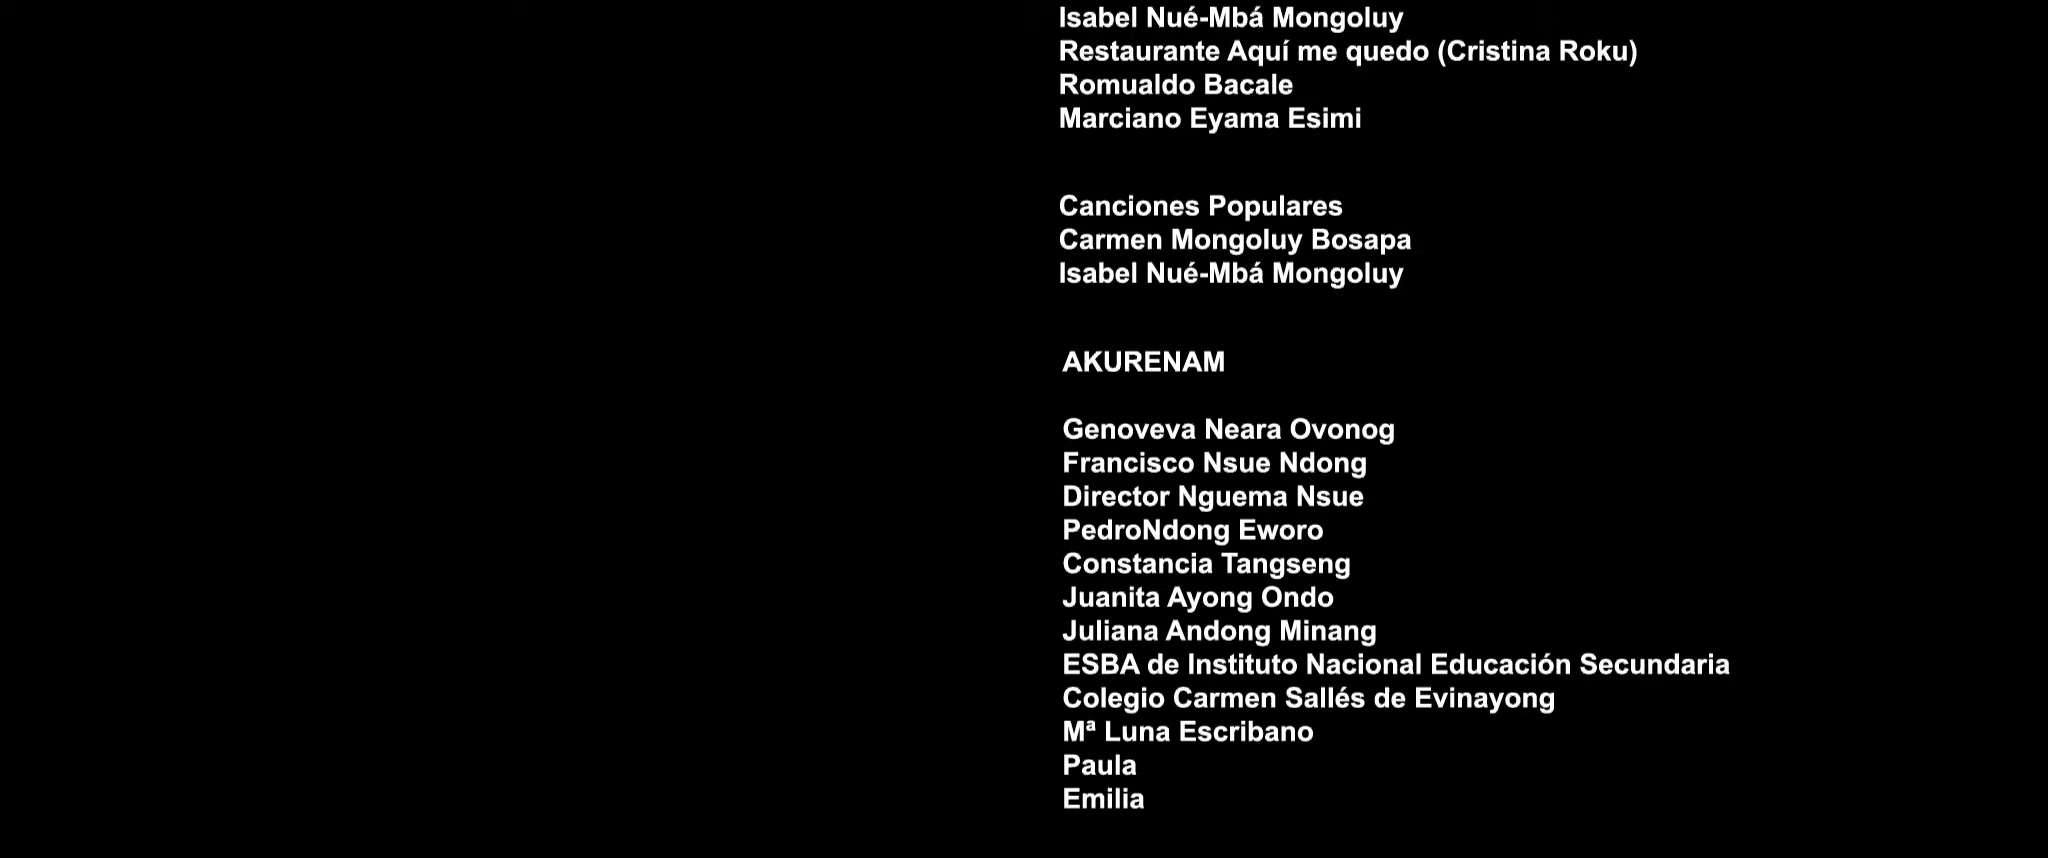 Isabel Nué-Mbá Mongoluy
Restaurante Aquí me quedo (Cristina Roku)
Romualdo Bacale
Marciano Eyama Esimi
Canciones Populares
Carmen Mongoluy Bosapa
Isabel Nué-Mbá Mongoluy
AKURENAM
Genoveva Neara Ovonog
Francisco Nsue Ndong
Director Nguema Nsue
PedroNdong Eworo
Constancia Tangseng
Juanita Ayong Ondo
Juliana Andong Minang
ESBA de Instituto Nacional Educación Secundaria
Colegio Carmen Sallés de Evinayong
Mª Luna Escribano
Paula
Emilia